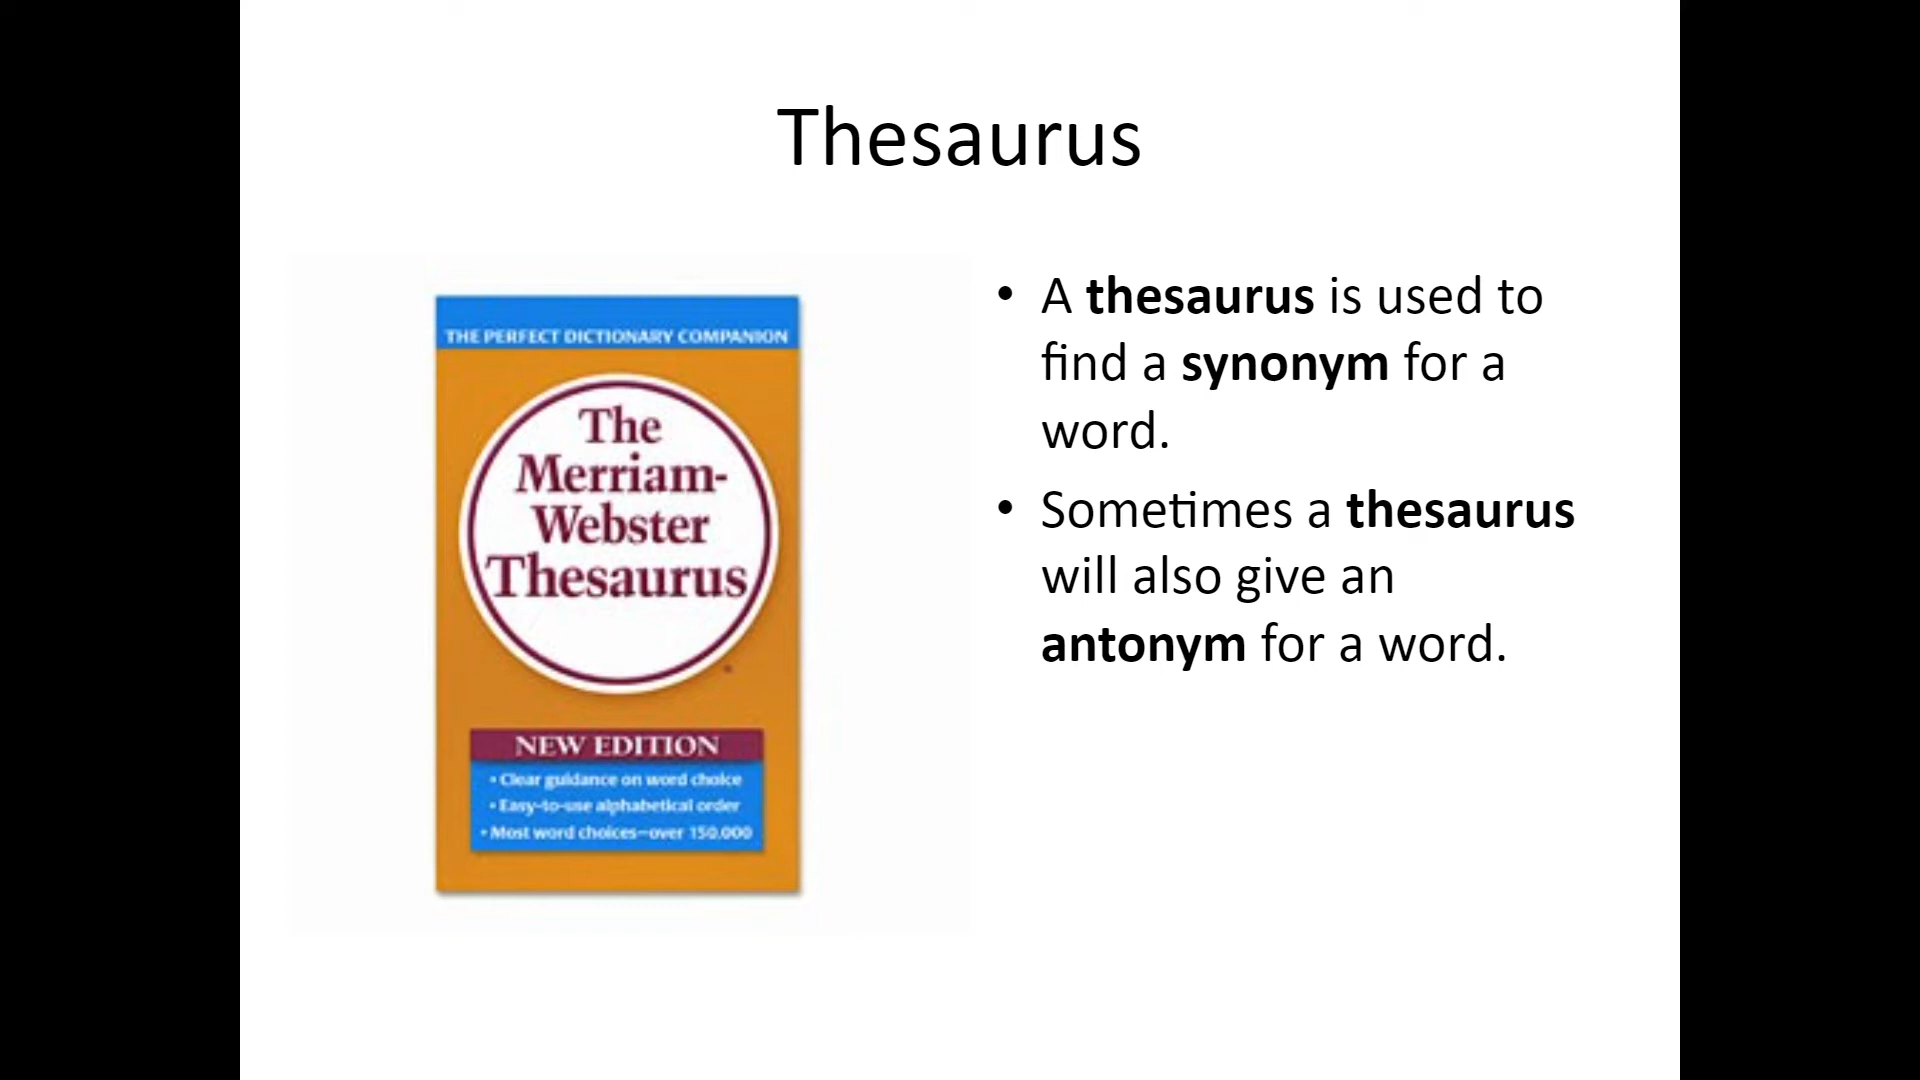 Thesaurus
THE PERFECT DICTIONARY COMPANION
The
Merriam-
Webster
Thesaurus
NEW EDITION
• Clear guidance on word choice
• Easy-to-use alphabetical order
• Most word choices—over 150,000
• A thesaurus is used to
find a synonym for a
word.
• Sometimes a thesaurus
will also give an
antonym for a word.